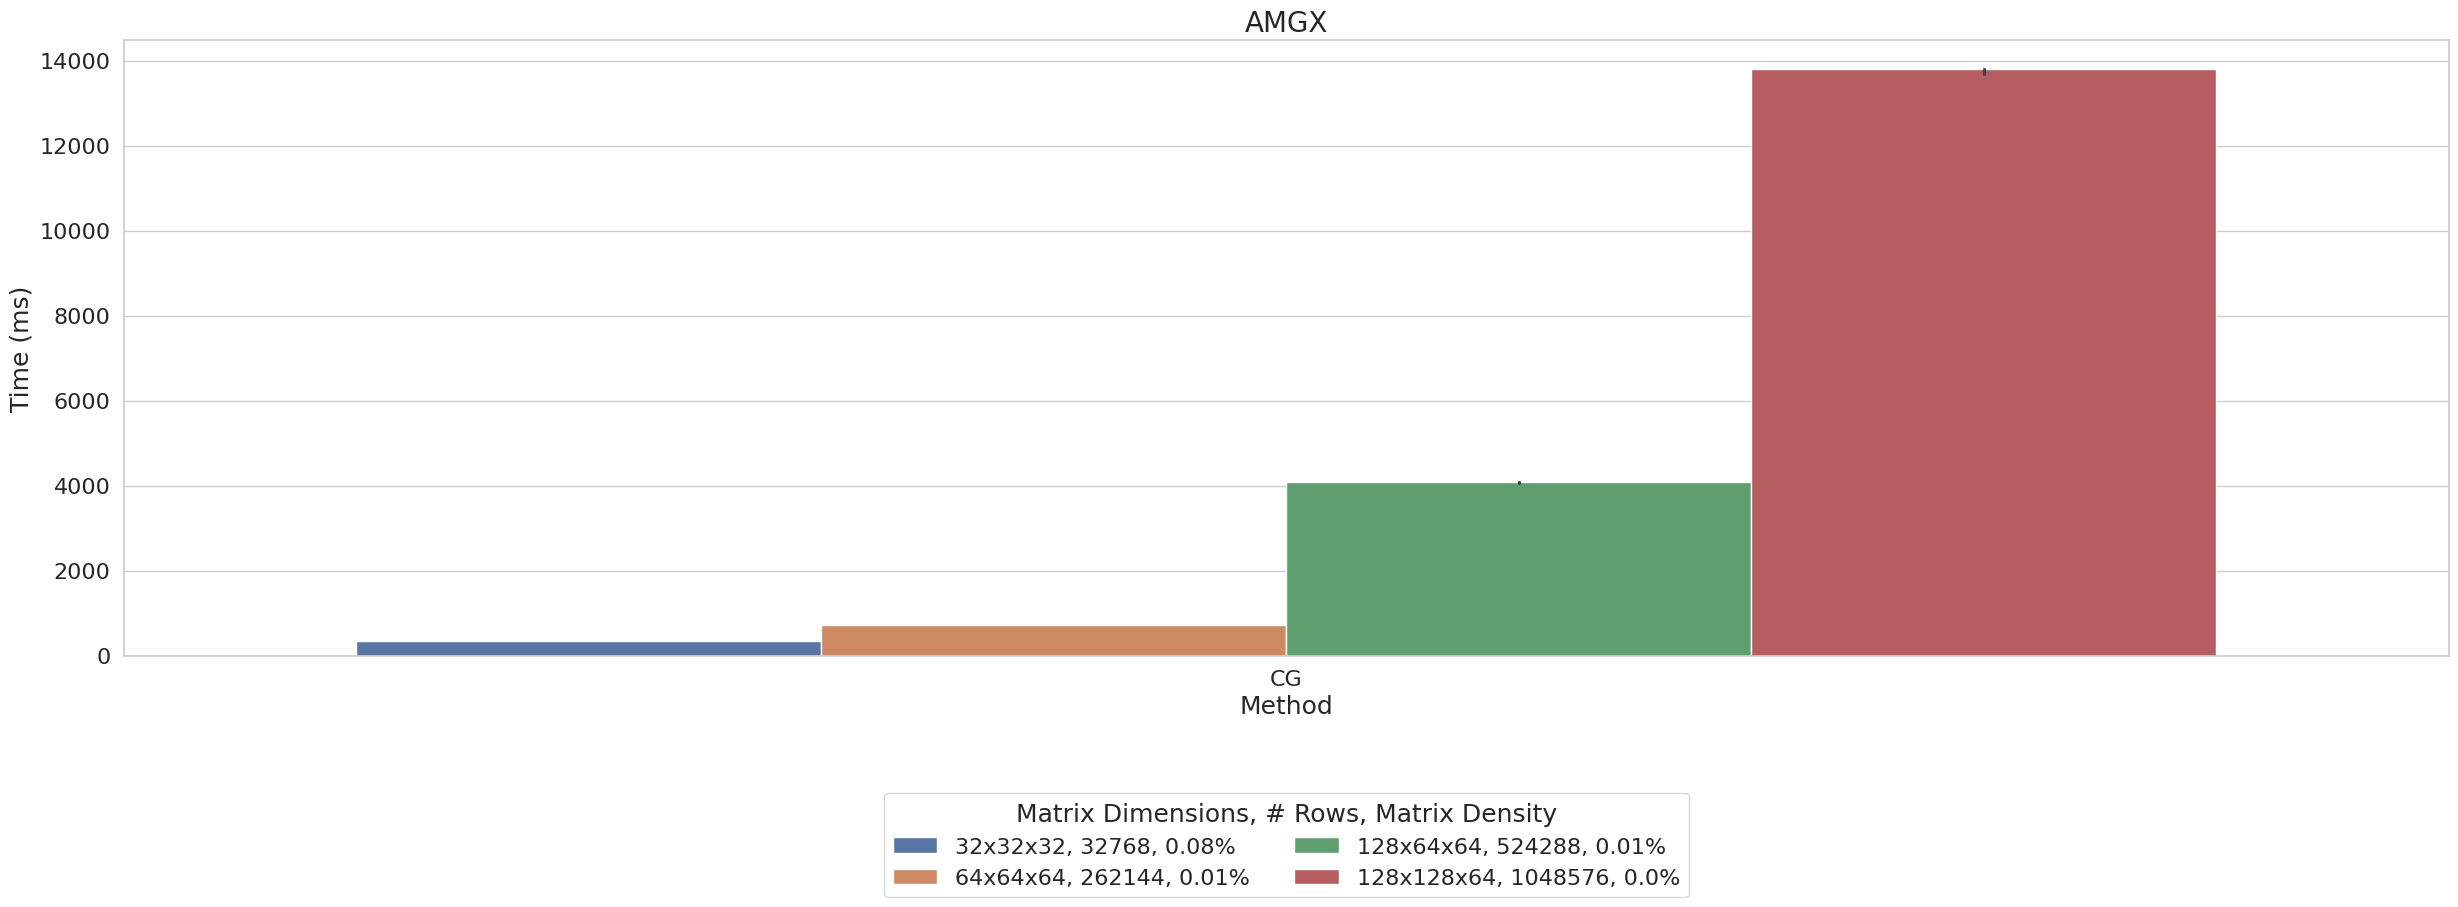 AMGX
14000
12000
10000
8000
6000
4000
2000
0
Time (ms)
CG
Method
Matrix Dimensions, # Rows, Matrix Density
32x32x32, 32768, 0.08%
64x64x64, 262144, 0.01%
128x64x64, 524288, 0.01%
128x128x64, 1048576, 0.0%